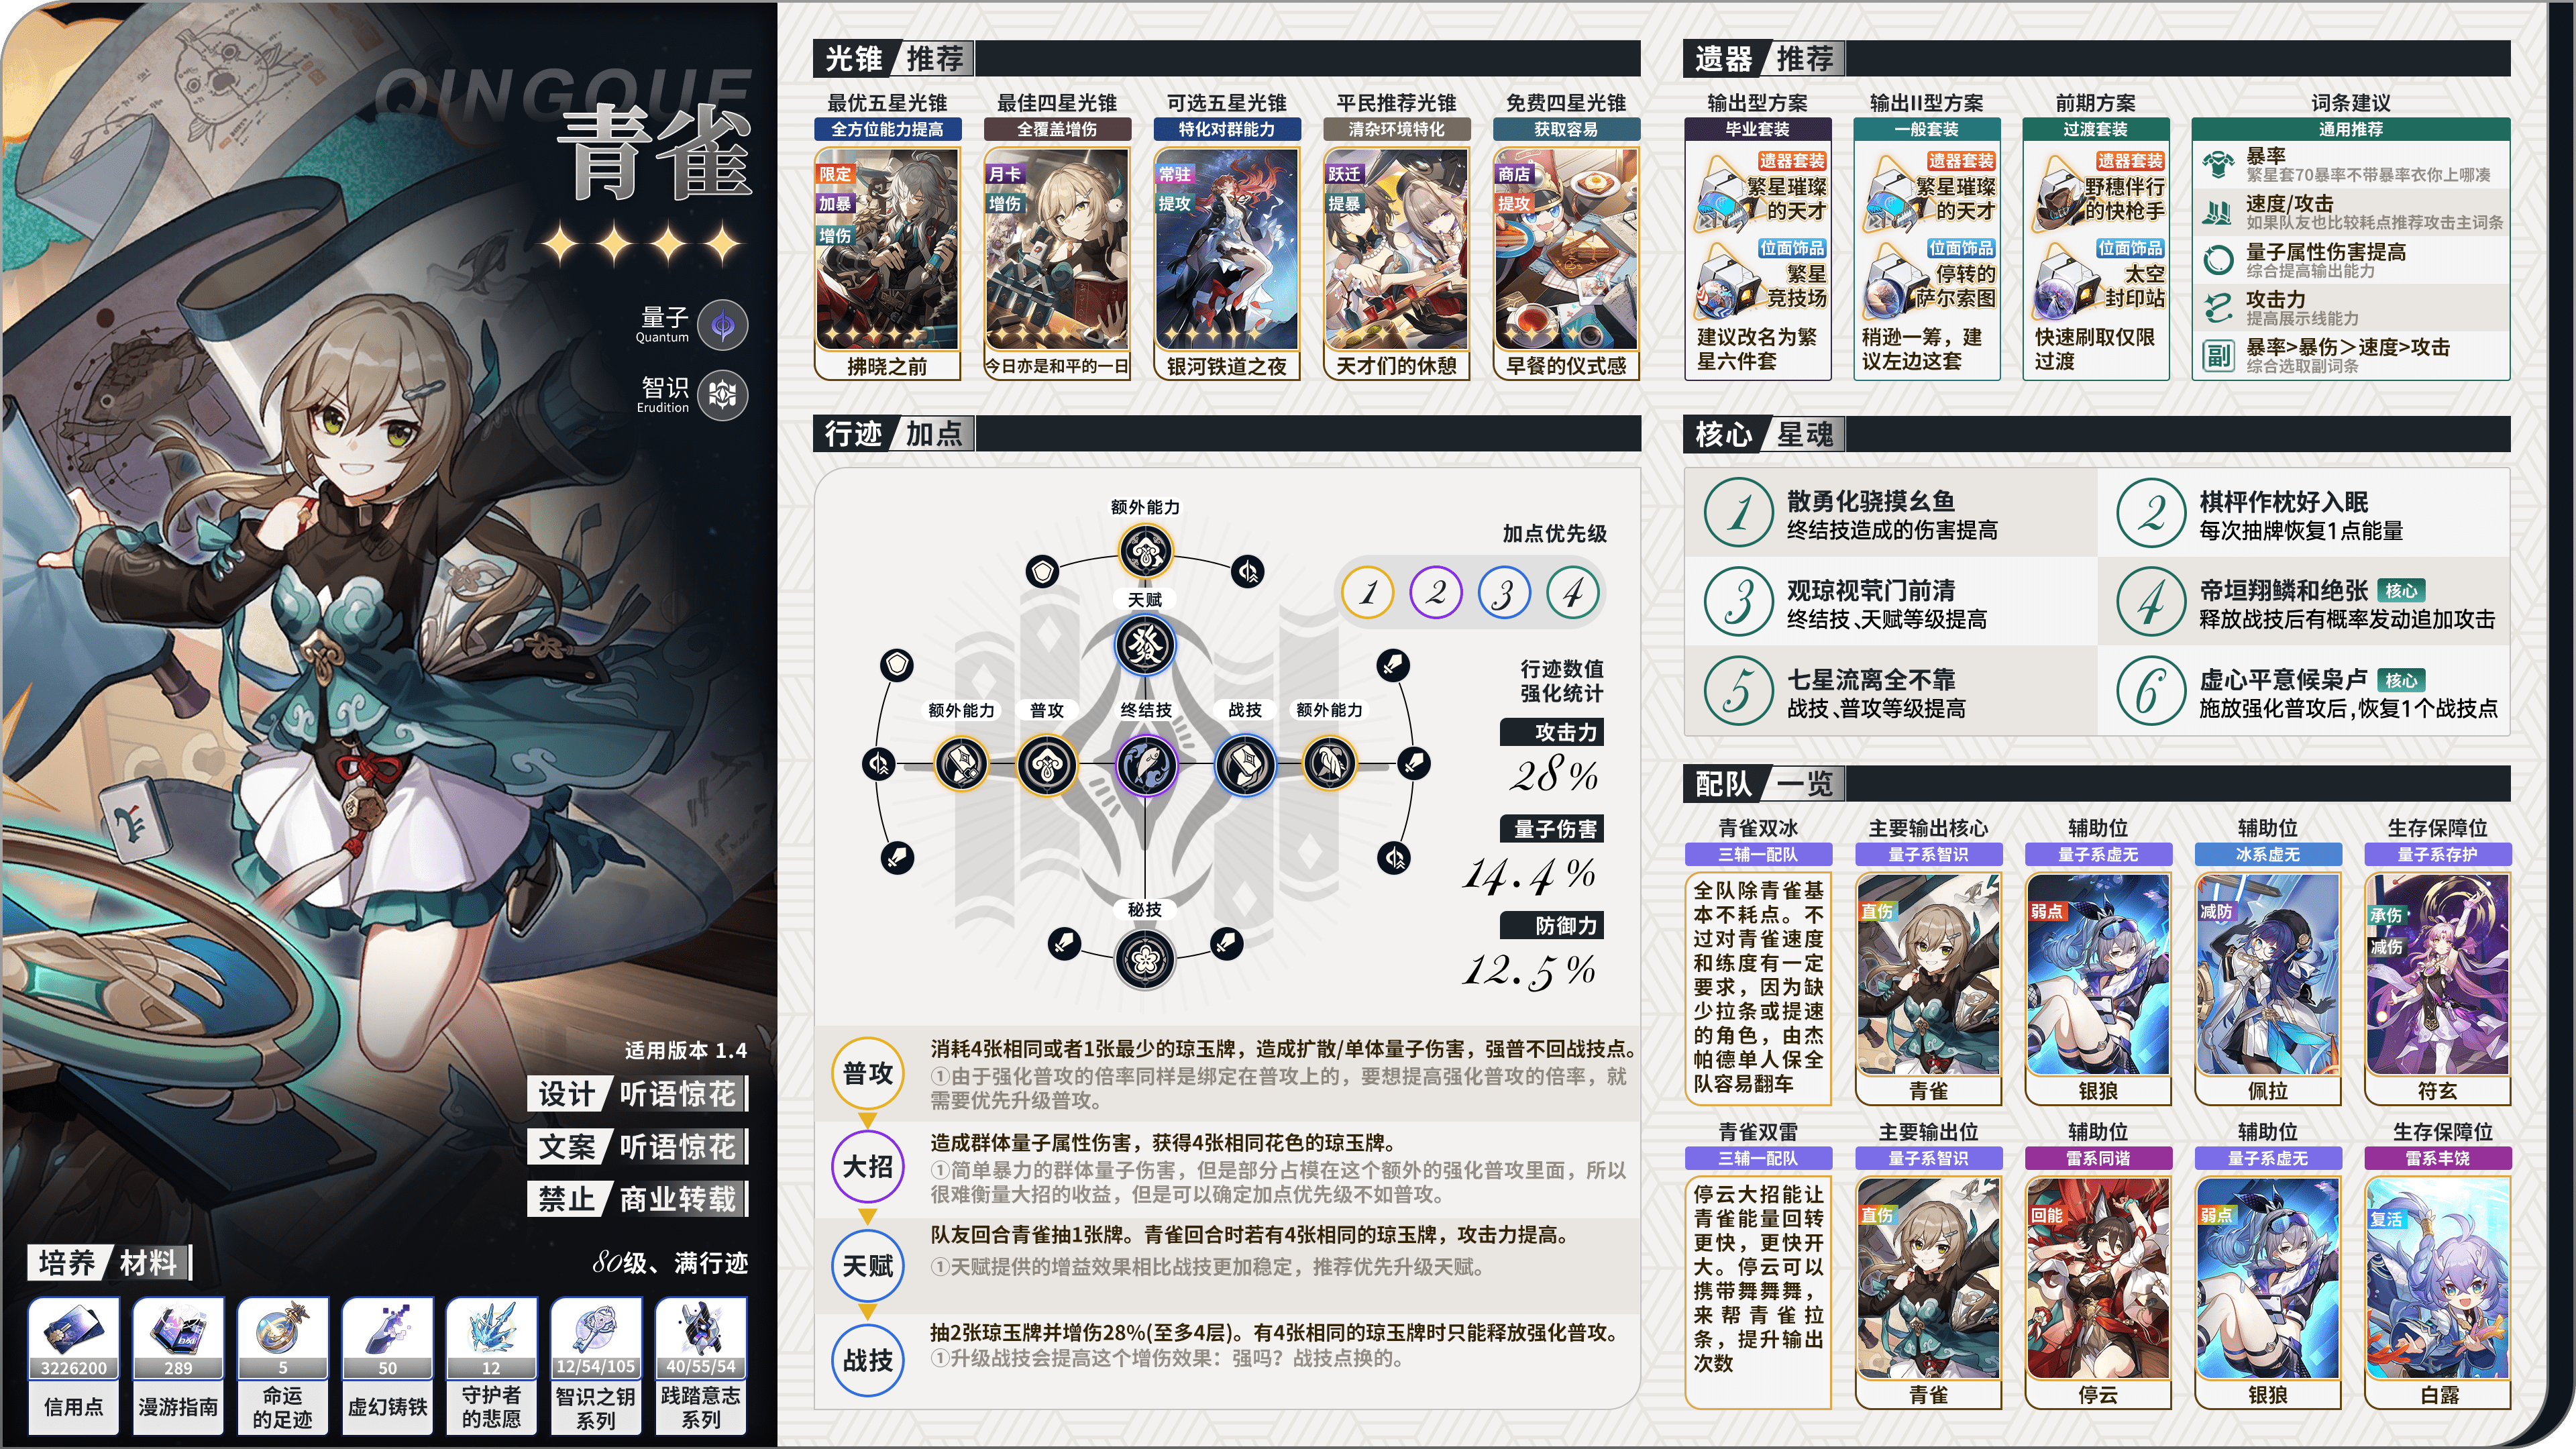 QINGQUE
青雀
量子
Quantum
智识
Erudition
适用版本 1.4
设计 听语惊花
文案 听语惊花
禁止 商业转载
培养 材料
80级、满行迹
3226200
信用点
289
漫游指南
5
命运
的足迹
50
虚幻铸铁
12
守护者
的悲愿
12/54/105
智识之钥
系列
40/55/54
践踏意志
系列
光锥 推荐
最优五星光锥
全方位能力提高
限定
加暴
增伤
拂晓之前
最佳四星光锥
全覆盖增伤
月卡
增伤
今日亦是和平的一日
可选五星光锥
特化对群能力
常驻
提攻
银河铁道之夜
平民推荐光锥
清杂环境特化
跃迁
提暴
天才们的休憩
免费四星光锥
获取容易
商店
提攻
早餐的仪式感
行迹 加点
额外能力
天赋
發
额外能力
普攻
终结技
战技
额外能力
秘技
加点优先级
1 2 3 4
行迹数值
强化统计
攻击力
28%
量子伤害
14.4%
防御力
12.5%
普攻
消耗4张相同或者1张最少的琼玉牌，造成扩散/单体量子伤害，强普不回战技点。
①由于强化普攻的倍率同样是绑定在普攻上的，要想提高强化普攻的倍率，就
需要优先升级普攻。
大招
造成群体量子属性伤害，获得4张相同花色的琼玉牌。
①简单暴力的群体量子伤害，但是部分占模在这个额外的强化普攻里面，所以
很难衡量大招的收益，但是可以确定加点优先级不如普攻。
天赋
队友回合青雀抽1张牌。青雀回合时若有4张相同的琼玉牌，攻击力提高。
①天赋提供的增益效果相比战技更加稳定，推荐优先升级天赋。
战技
抽2张琼玉牌并增伤28%(至多4层)。有4张相同的琼玉牌时只能释放强化普攻。
①升级战技会提高这个增伤效果：强吗？战技点换的。
遗器 推荐
输出型方案
毕业套装
遗器套装
繁星璀璨
的天才
位面饰品
繁星
竞技场
建议改名为繁
星六件套
输出II型方案
一般套装
遗器套装
繁星璀璨
的天才
位面饰品
停转的
萨尔索图
稍逊一筹，建
议左边这套
前期方案
过渡套装
遗器套装
野穗伴行
的快枪手
位面饰品
太空
封印站
快速刷取仅限
过渡
词条建议
通用推荐
暴率
繁星套70暴率不带暴率衣你上哪凑
速度/攻击
如果队友也比较耗点推荐攻击主词条
量子属性伤害提高
综合提高输出能力
攻击力
提高展示线能力
副
暴率>暴伤＞速度>攻击
综合选取副词条
核心 星魂
1
散勇化骁摸幺鱼
终结技造成的伤害提高
2
棋枰作枕好入眠
每次抽牌恢复1点能量
3
观琼视茕门前清
终结技、天赋等级提高
4
帝垣翔鳞和绝张 核心
释放战技后有概率发动追加攻击
5
七星流离全不靠
战技、普攻等级提高
6
虚心平意候枭卢 核心
施放强化普攻后,恢复1个战技点
配队 一览
青雀双冰
三辅一配队
全队除青雀基
本不耗点。不
过对青雀速度
和练度有一定
要求，因为缺
少拉条或提速
的角色，由杰
帕德单人保全
队容易翻车
主要输出核心
量子系智识
直伤
青雀
辅助位
量子系虚无
弱点
银狼
辅助位
冰系虚无
减防
佩拉
生存保障位
量子系存护
承伤
减伤
符玄
青雀双雷
三辅一配队
停云大招能让
青雀能量回转
更快，更快开
大。停云可以
携带舞舞舞，
来帮青雀拉
条，提升输出
次数
主要输出位
量子系智识
直伤
青雀
辅助位
雷系同谐
回能
停云
辅助位
量子系虚无
弱点
银狼
生存保障位
雷系丰饶
复活
白露